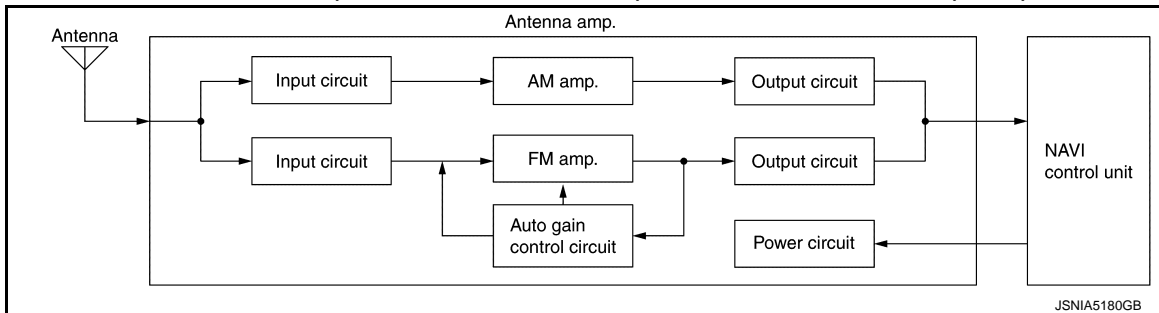 Antenna amp.
Antenna
Input circuit
AM amp.
Output circuit
Input circuit
FM amp.
Output circuit
NAVI
control unit
Auto gain
control circuit
Power circuit
JSNIA5180GB